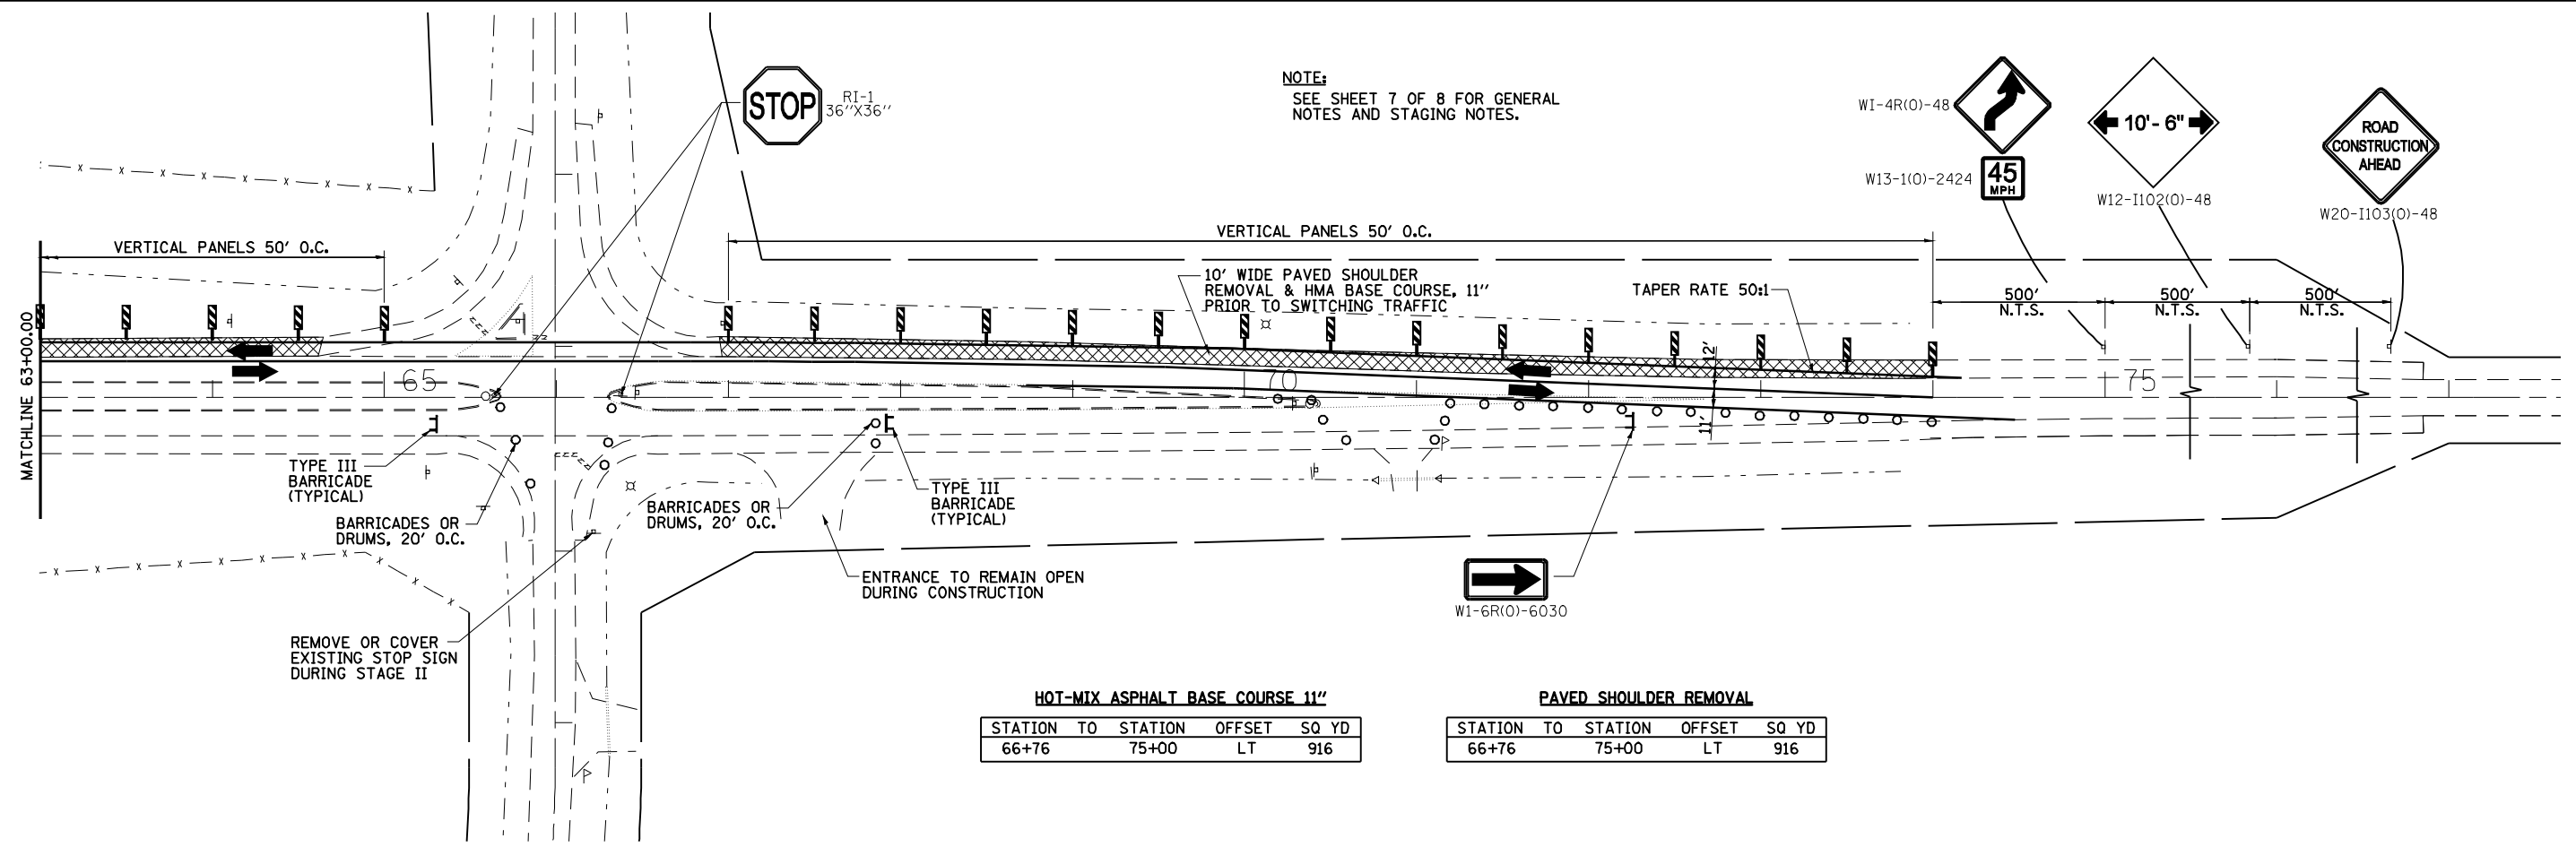 STOP
RI-1
36"X36"
NOTE:
SEE SHEET 7 OF 8 FOR GENERAL
NOTES AND STAGING NOTES.
WI-4R(O)-48
W13-1(O)-2424
45
MPH
10'- 6"
W12-I102(O)-48
ROAD
CONSTRUCTION
AHEAD
W20-I103(O)-48
VERTICAL PANELS 50' O.C.
VERTICAL PANELS 50' O.C.
10' WIDE PAVED SHOULDER
REMOVAL & HMA BASE COURSE, 11"
PRIOR TO SWITCHING TRAFFIC
TAPER RATE 50:1
500'
N.T.S.
500'
N.T.S.
500'
N.T.S.
MATCHLINE 63+00.00
65
70
75
12'
11'
TYPE III
BARRICADE
(TYPICAL)
BARRICADES OR
DRUMS, 20' O.C.
BARRICADES OR
DRUMS, 20' O.C.
TYPE III
BARRICADE
(TYPICAL)
ENTRANCE TO REMAIN OPEN
DURING CONSTRUCTION
W1-6R(O)-6030
REMOVE OR COVER
EXISTING STOP SIGN
DURING STAGE II
HOT-MIX ASPHALT BASE COURSE 11"
STATION TO STATION OFFSET SQ YD
66+76 75+00 LT 916
PAVED SHOULDER REMOVAL
STATION TO STATION OFFSET SQ YD
66+76 75+00 LT 916